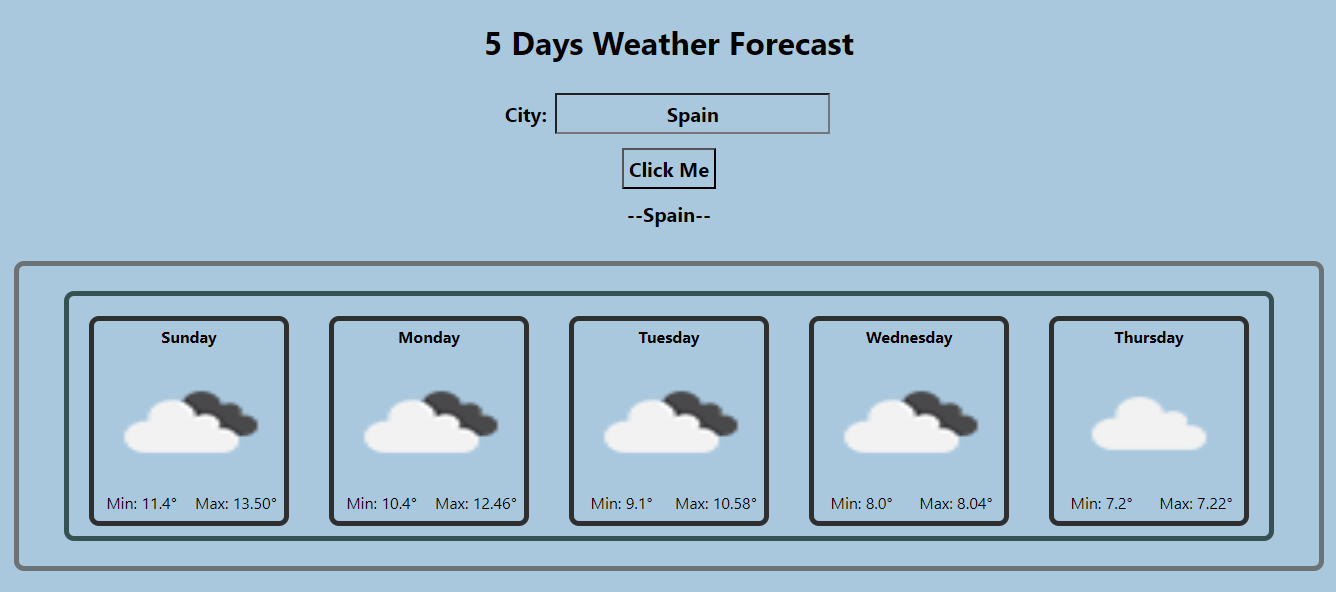 5 Days Weather Forecast
City: Spain
Click Me
--Spain--
Sunday Monday Tuesday Wednesday Thursday
Min: 11.4° Max: 13.50° Min: 10.4° Max: 12.46° Min: 9.1° Max: 10.58° Min: 8.0° Max: 8.04° Min: 7.2° Max: 7.22°